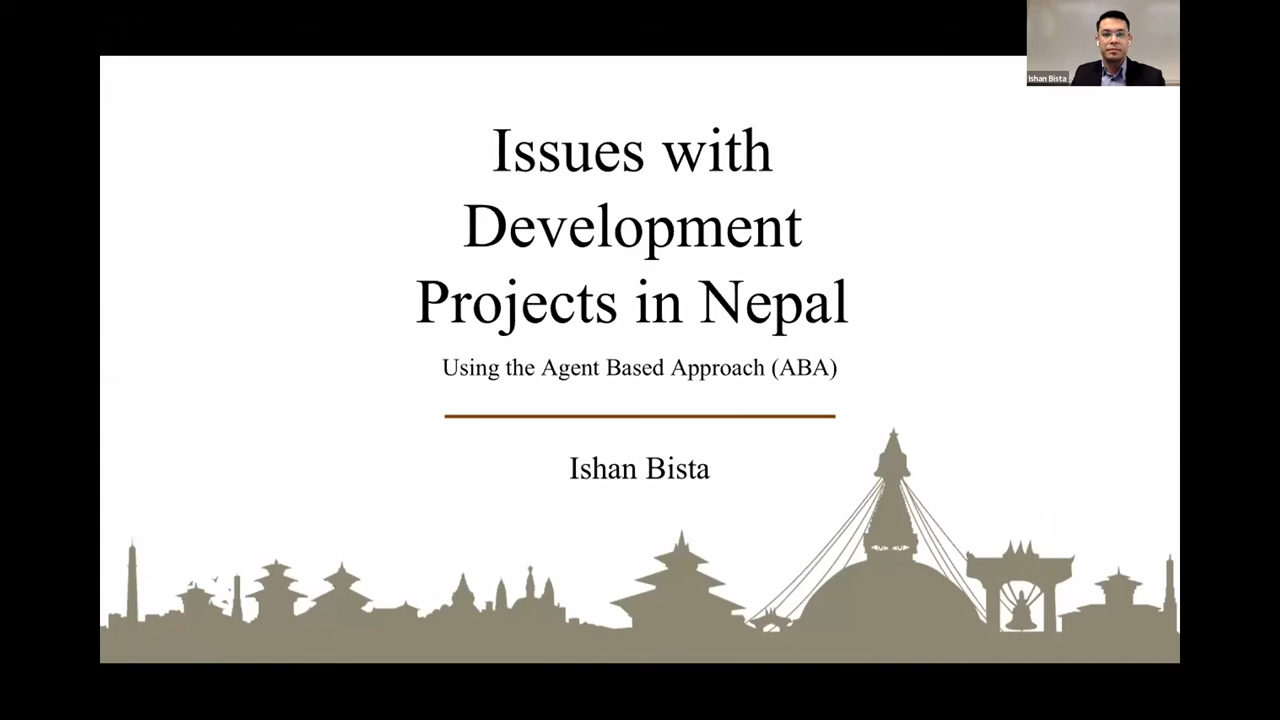 Ishan Bista
Issues with
Development
Projects in Nepal
Using the Agent Based Approach (ABA)
Ishan Bista